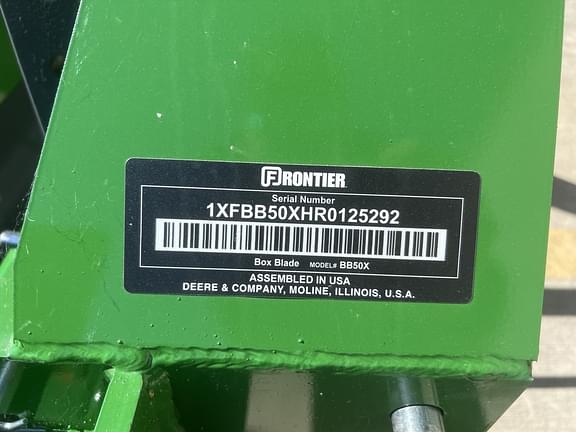 FRONTIER
Serial Number
1XFBB50XHR0125292
Box Blade MODEL# BB50X
ASSEMBLED IN USA
DEERE & COMPANY, MOLINE, ILLINOIS, U.S.A.